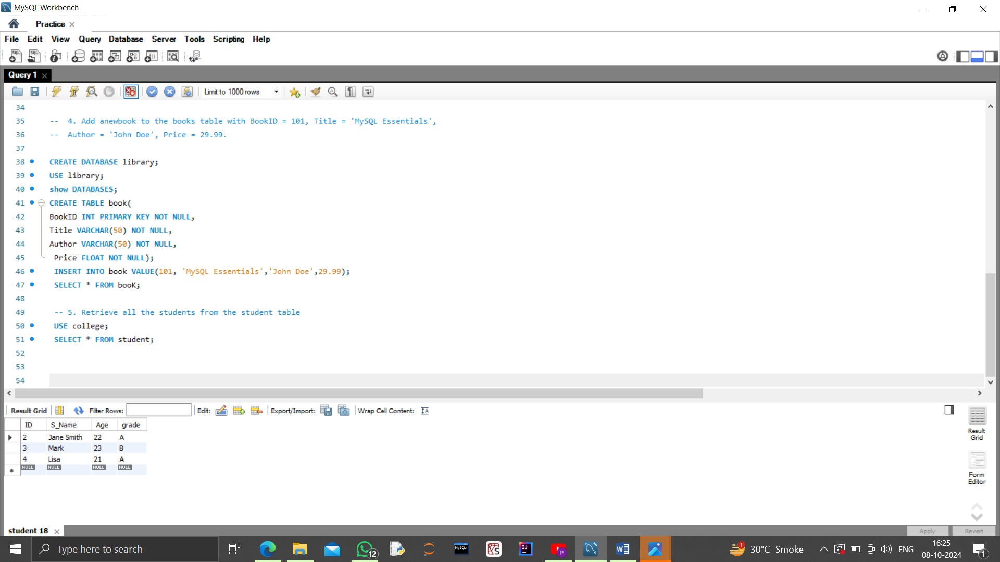 MySQL Workbench
Practice
File Edit View Query Database Server Tools Scripting Help
Query 1
Limit to 1000 rows
34
35 -- 4. Add anewbook to the books table with BookID = 101, Title = 'MySQL Essentials',
36 -- Author = 'John Doe', Price = 29.99.
37
38 CREATE DATABASE library;
39 USE library;
40 show DATABASES;
41 CREATE TABLE book(
42 BookID INT PRIMARY KEY NOT NULL,
43 Title VARCHAR(50) NOT NULL,
44 Author VARCHAR(50) NOT NULL,
45 Price FLOAT NOT NULL);
46 INSERT INTO book VALUE(101, 'MySQL Essentials','John Doe',29.99);
47 SELECT * FROM booK;
48
49 -- 5. Retrieve all the students from the student table
50 USE college;
51 SELECT * FROM student;
52
53
54
Result Grid Filter Rows: Edit: Export/Import: Wrap Cell Content:
ID S_Name Age grade
2 Jane Smith 22 A
3 Mark 23 B
4 Lisa 21 A
NULL NULL NULL NULL
Result
Grid
Form
Editor
student 18
Apply Revert
Type here to search
12
30°C Smoke
ENG
16:25
08-10-2024
1